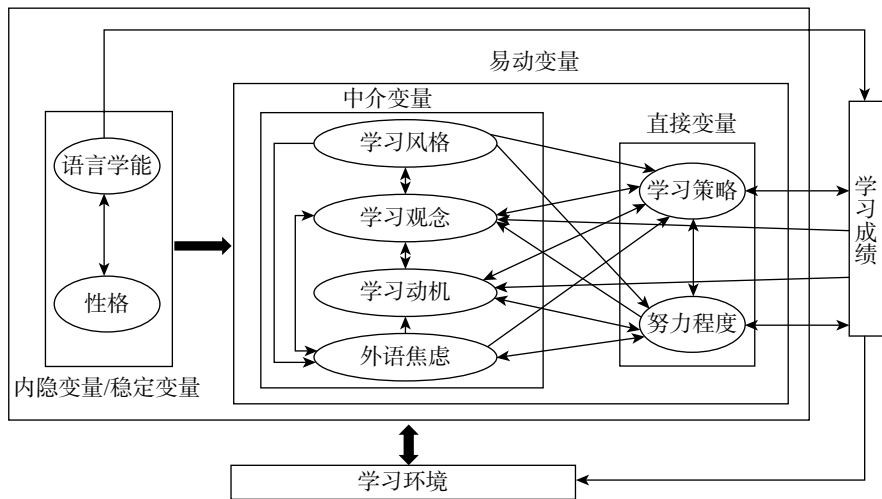 易动变量
中介变量
直接变量
学习风格
语言学能
学习策略
学习观念
学习成绩
学习动机
性格
努力程度
外语焦虑
内隐变量/稳定变量
学习环境